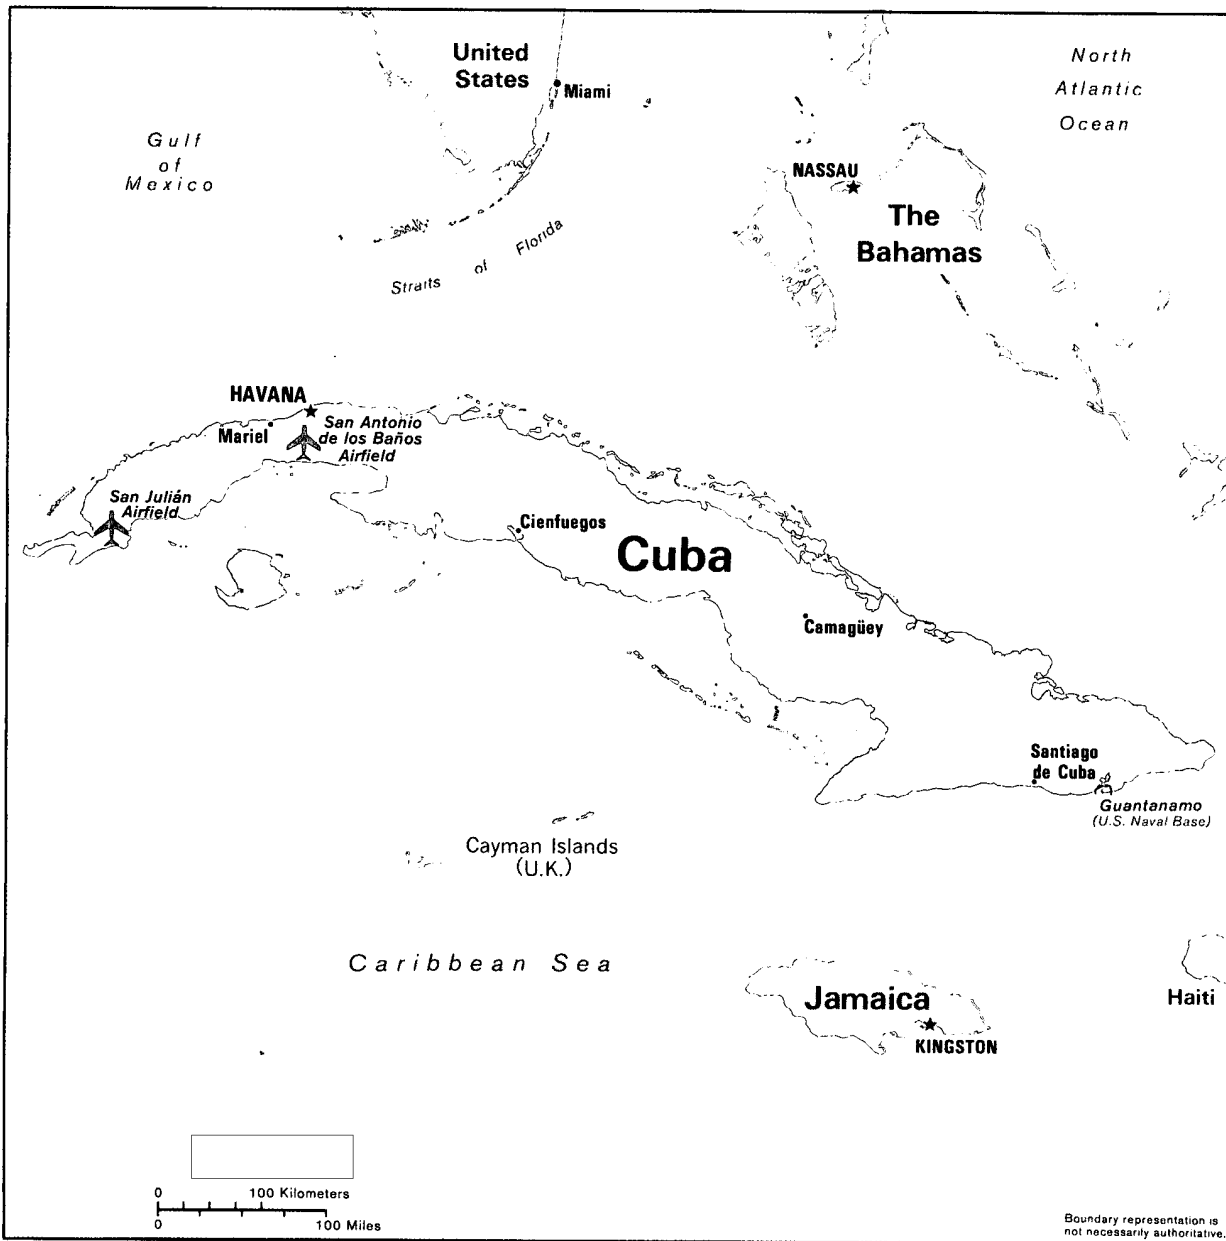 United
States
Miami
North
Atlantic
Ocean
Gulf
of
Mexico
NASSAU
The
Bahamas
Straits of Florida
HAVANA
Mariel
San Antonio
de los Baños
Airfield
San Julián
Airfield
Cienfuegos
Cuba
Camagüey
Santiago
de Cuba
Guantanamo
(U.S. Naval Base)
Cayman Islands
(U.K.)
Caribbean Sea
Jamaica
KINGSTON
Haiti
0 100 Kilometers
0 100 Miles
Boundary representation is
not necessarily authoritative.